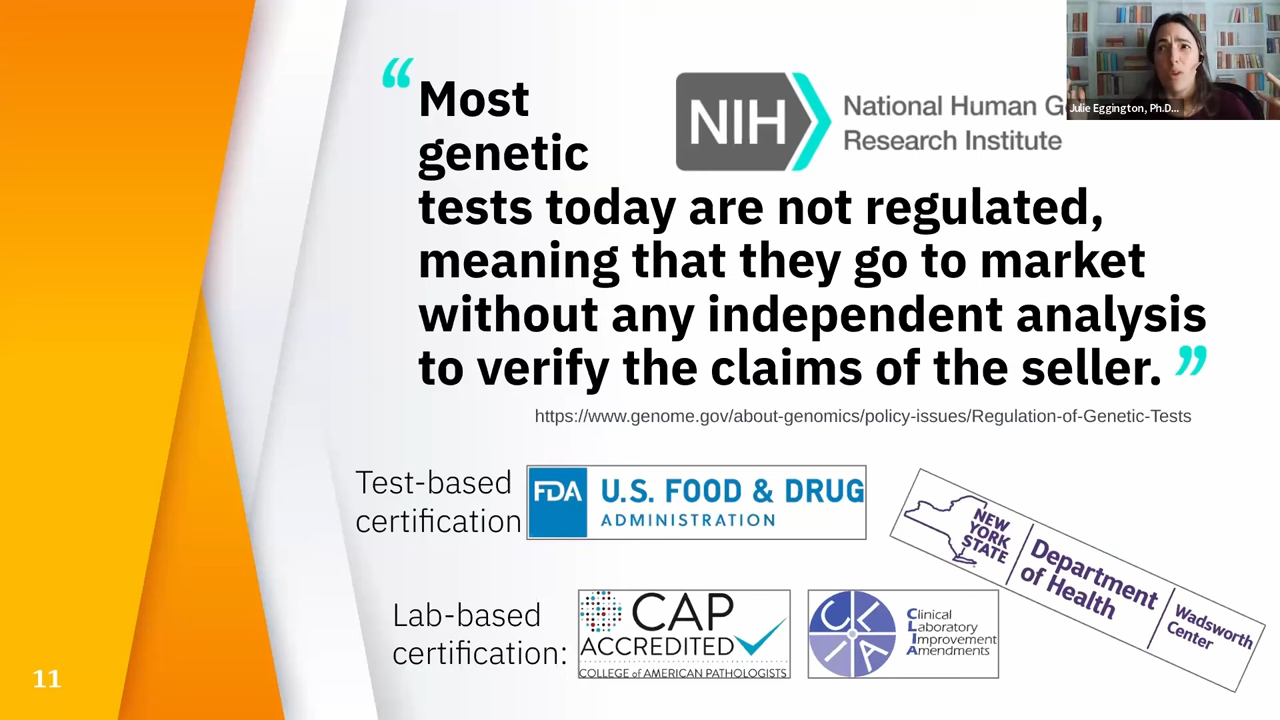 “Most
genetic
tests today are not regulated,
meaning that they go to market
without any independent analysis
to verify the claims of the seller.”
NIH
National Human G
Research Institute
Julie Eggington, Ph.D...
https://www.genome.gov/about-genomics/policy-issues/Regulation-of-Genetic-Tests
Test-based
certification
FDA
U.S. FOOD & DRUG
ADMINISTRATION
NEW
YORK
STATE
Department
of Health
Wadsworth
Center
Lab-based
certification:
CAP
ACCREDITED
COLLEGE of AMERICAN PATHOLOGISTS
CLIA
Clinical
Laboratory
Improvement
Amendments
11